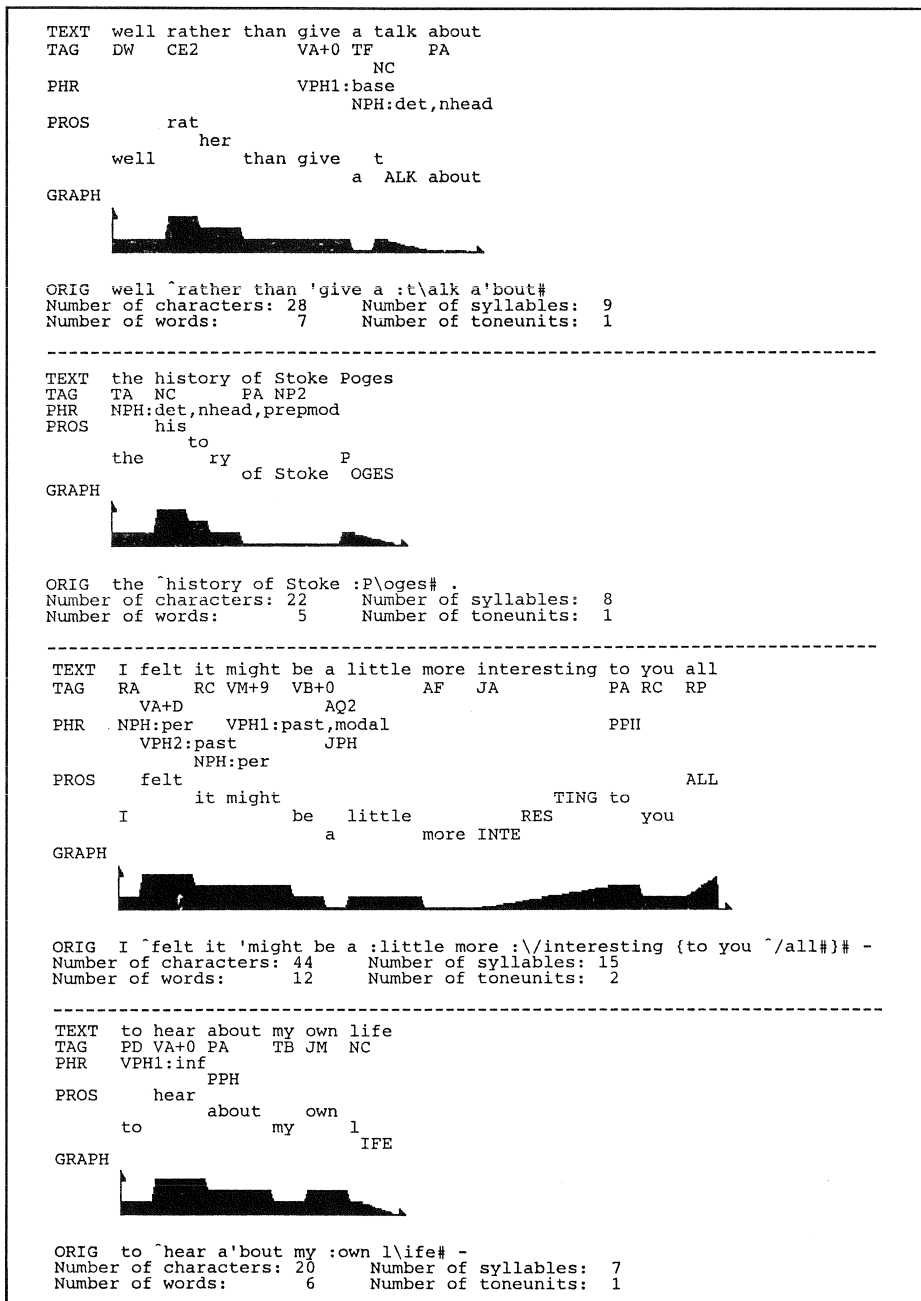 TEXT  well rather than give a talk about
TAG   DW   CE2            VA+0 TF     PA
NC
PHR                       VPH1:base
NPH:det,nhead
PROS       rat
her
well        than give   t
a  ALK about
GRAPH
ORIG  well ^rather than 'give a :t\alk a'bout#
Number of characters: 28     Number of syllables:  9
Number of words:       7     Number of toneunits:  1
--------------------------------------------------------------------------
TEXT  the history of Stoke Poges
TAG   TA  NC      PA NP2
PHR   NPH:det,nhead,prepmod
PROS      his
to
the      ry         P
of Stoke  OGES
GRAPH
ORIG  the ^history of Stoke :P\oges# .
Number of characters: 22     Number of syllables:  8
Number of words:       5     Number of toneunits:  1
--------------------------------------------------------------------------
TEXT  I felt it might be a little more interesting to you all
TAG   RA     RC VM+9  VB+0        AF   JA          PA RC  RP
VA+D             AQ2
PHR   NPH:per   VPH1:past,modal                    PPH
VPH2:past        JPH
NPH:per
PROS    felt                                              ALL
it might                        TING to
I               be   little           RES         you
a        more INTE
GRAPH
ORIG  I ^felt it 'might be a :little more :\/interesting {to you ^/all#}# -
Number of characters: 44     Number of syllables: 15
Number of words:      12     Number of toneunits:  2
--------------------------------------------------------------------------
TEXT  to hear about my own life
TAG   PD VA+0 PA    TB JM  NC
PHR   VPH1:inf
PPH
PROS     hear
about    own
to            my      l
IFE
GRAPH
ORIG  to ^hear a'bout my :own l\ife# -
Number of characters: 20     Number of syllables:  7
Number of words:       6     Number of toneunits:  1